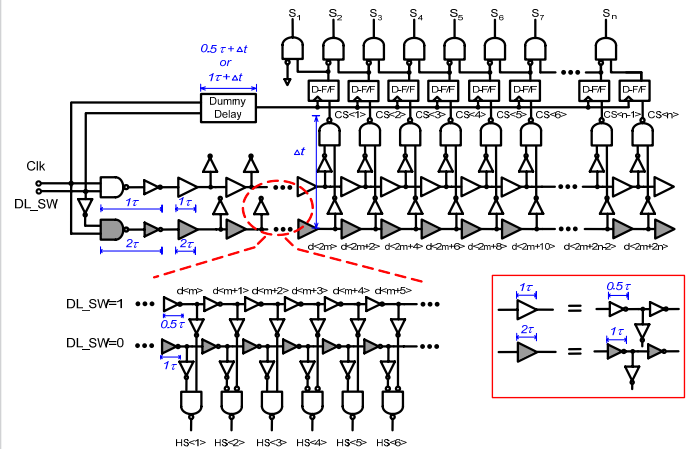 S1 S2 S3 S4 S5 S6 S7 Sn
0.5τ+Δt
or
1τ+Δt
D-F/F D-F/F D-F/F D-F/F D-F/F D-F/F D-F/F D-F/F
Dummy
Delay
CS<1> CS<2> CS<3> CS<4> CS<5> CS<6> CS<n-1> CS<n>
Δt
Clk
DL_SW
1τ 1τ
2τ 2τ
d<2m> d<2m+2> d<2m+4> d<2m+6> d<2m+8> d<2m+10> d<2m+2n-2> d<2m+2n>
d<m> d<m+1> d<m+2> d<m+3> d<m+4> d<m+5>
DL_SW=1
0.5τ
DL_SW=0
1τ
HS<1> HS<2> HS<3> HS<4> HS<5> HS<6>
1τ = 0.5τ
2τ = 1τ